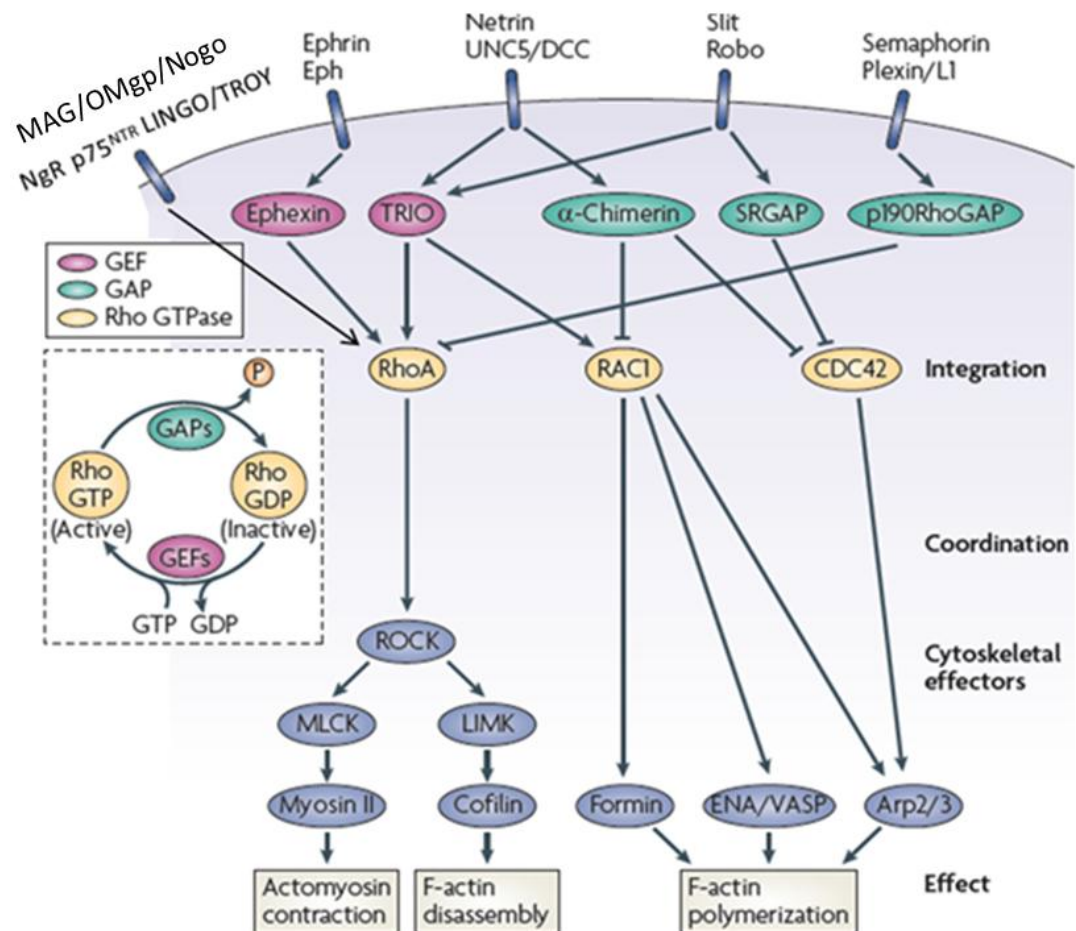 MAG/OMgp/Nogo
NgR p75NTR LINGO/TROY
Ephrin
Eph
Netrin
UNC5/DCC
Slit
Robo
Semaphorin
Plexin/L1
Ephexin
TRIO
α-Chimerin
SRGAP
p190RhoGAP
GEF
GAP
Rho GTPase
RhoA
RAC1
CDC42
Integration
P
GAPs
Rho
GTP
(Active)
Rho
GDP
(Inactive)
GEFs
GTP GDP
Coordination
ROCK
Cytoskeletal
effectors
MLCK
LIMK
Myosin II
Cofilin
Formin
ENA/VASP
Arp2/3
Actomyosin
contraction
F-actin
disassembly
F-actin
polymerization
Effect